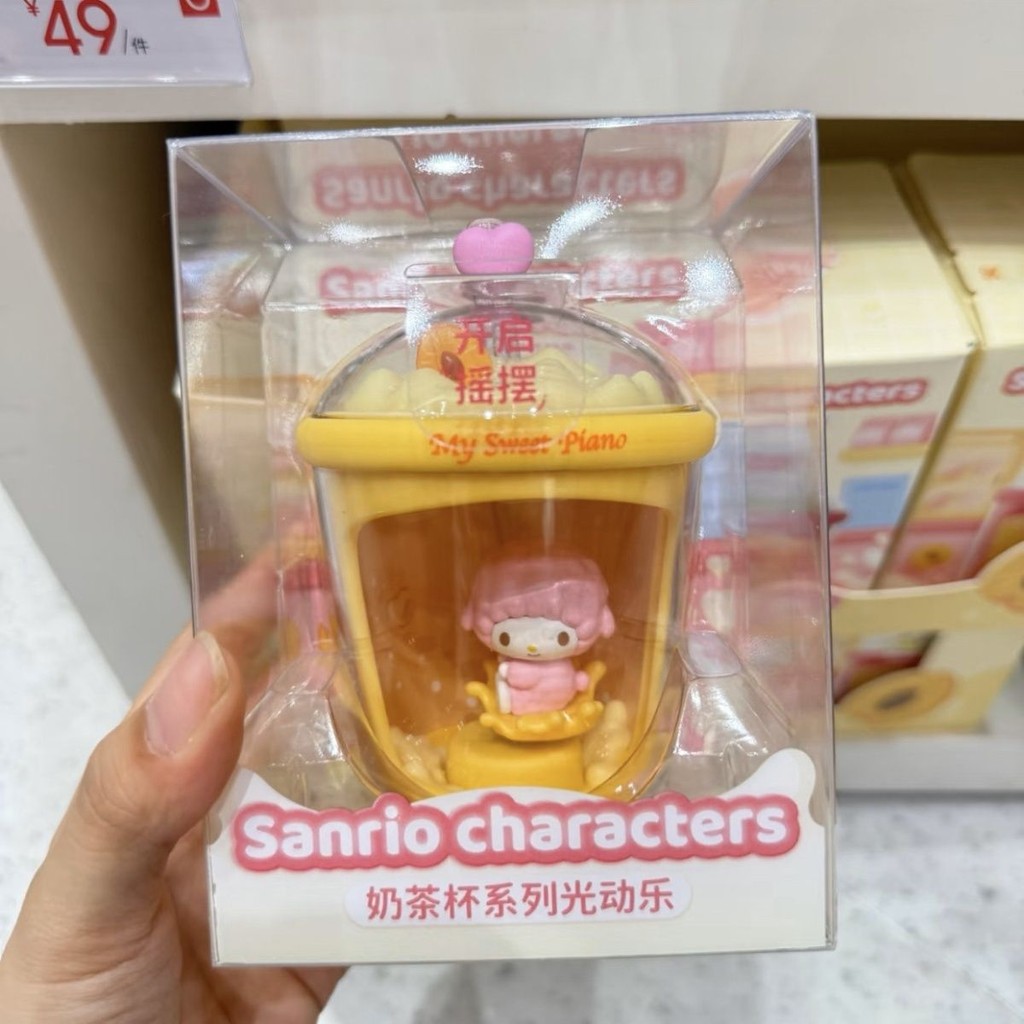 ¥49/件
开启
摇摆
My Sweet Piano
Sanrio characters
奶茶杯系列光动乐